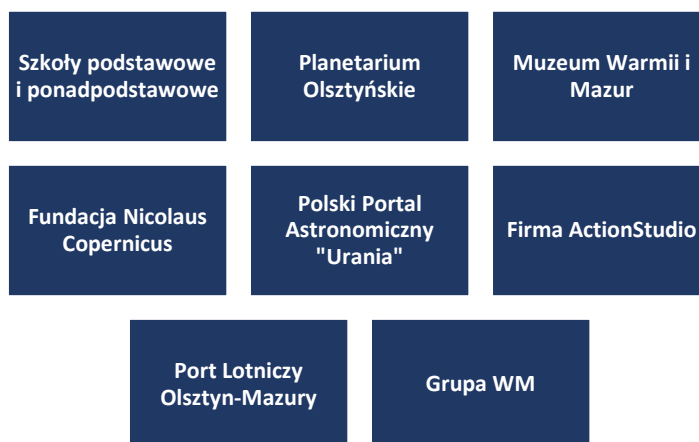 Szkoły podstawowe
i ponadpodstawowe
Planetarium
Olsztyńskie
Muzeum Warmii i
Mazur
Fundacja Nicolaus
Copernicus
Polski Portal
Astronomiczny
"Urania"
Firma ActionStudio
Port Lotniczy
Olsztyn-Mazury
Grupa WM